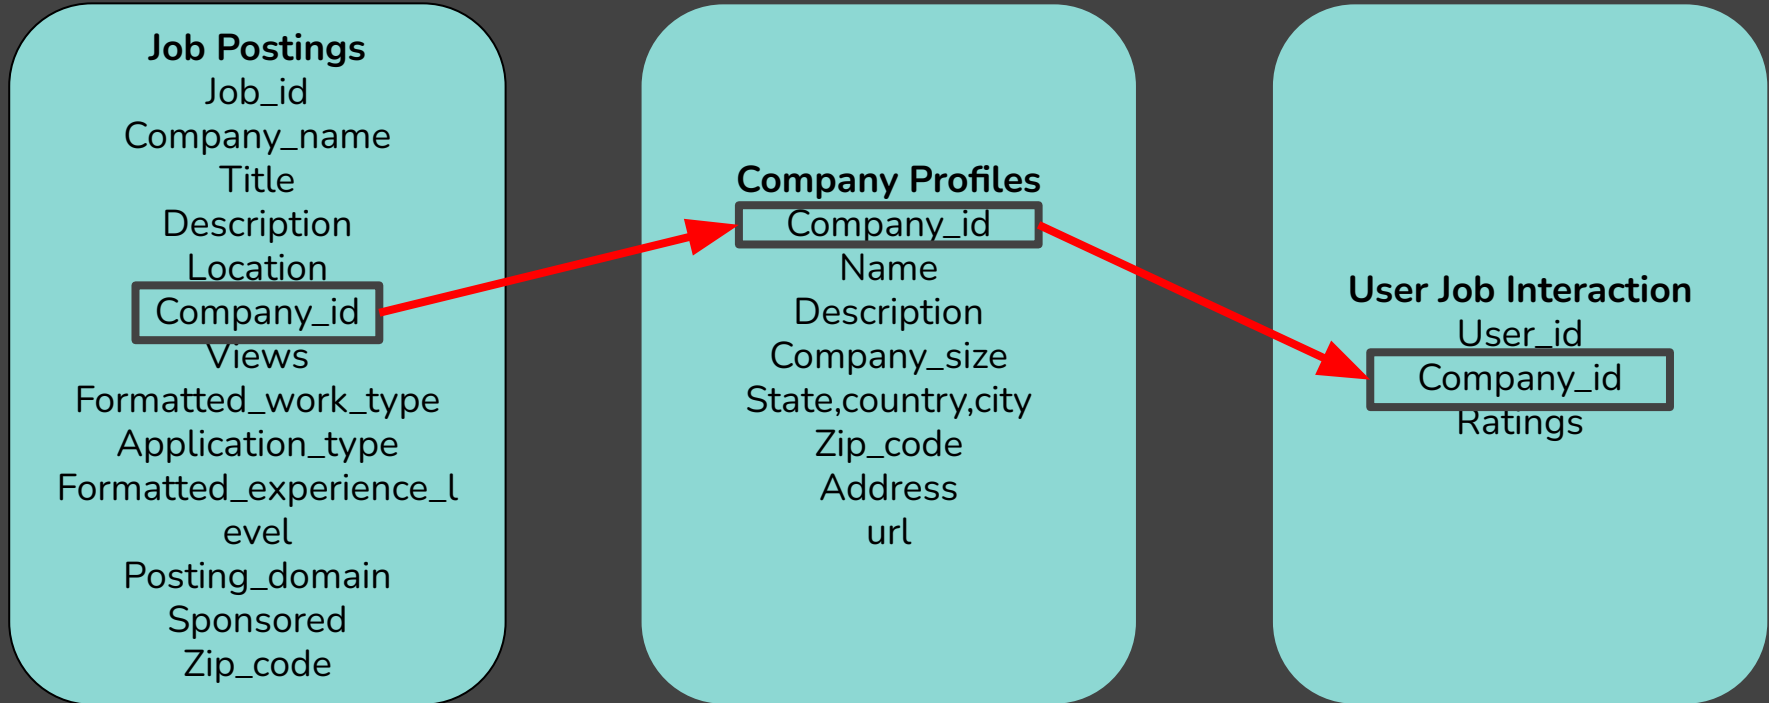 Job Postings
Job_id
Company_name
Title
Description
Location
Company_id
Views
Formatted_work_type
Application_type
Formatted_experience_l
evel
Posting_domain
Sponsored
Zip_code
Company Profiles
Company_id
Name
Description
Company_size
State,country,city
Zip_code
Address
url
User Job Interaction
User_id
Company_id
Ratings